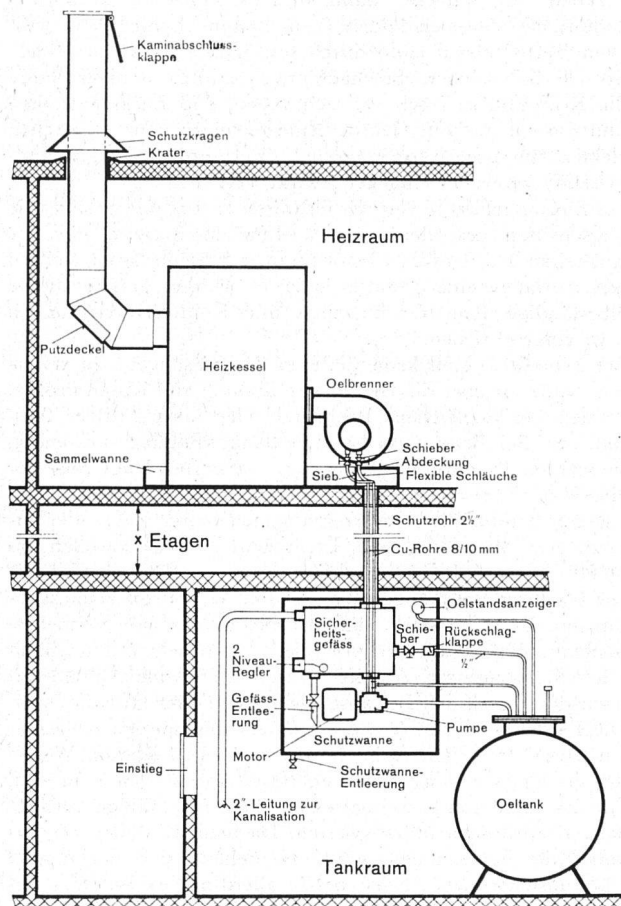 Kaminabschluss-
klappe
Schutzkragen
Krater
Heizraum
Putzdeckel
Heizkessel
Oelbrenner
Schieber
Abdeckung
Sammelwanne
Sieb
Flexible Schläuche
Schutzrohr 2½"
x Etagen
Cu-Rohre 8/10 mm
Oelstandsanzeiger
Sicher-
heits-
gefäss
Schie-
ber
Rückschlag-
klappe
½"
2
Niveau-
Regler
Gefäss-
Entlee-
rung
Pumpe
Motor
Schutzwanne
Einstieg
Schutzwanne-
Entleerung
2"-Leitung zur
Kanalisation
Oeltank
Tankraum